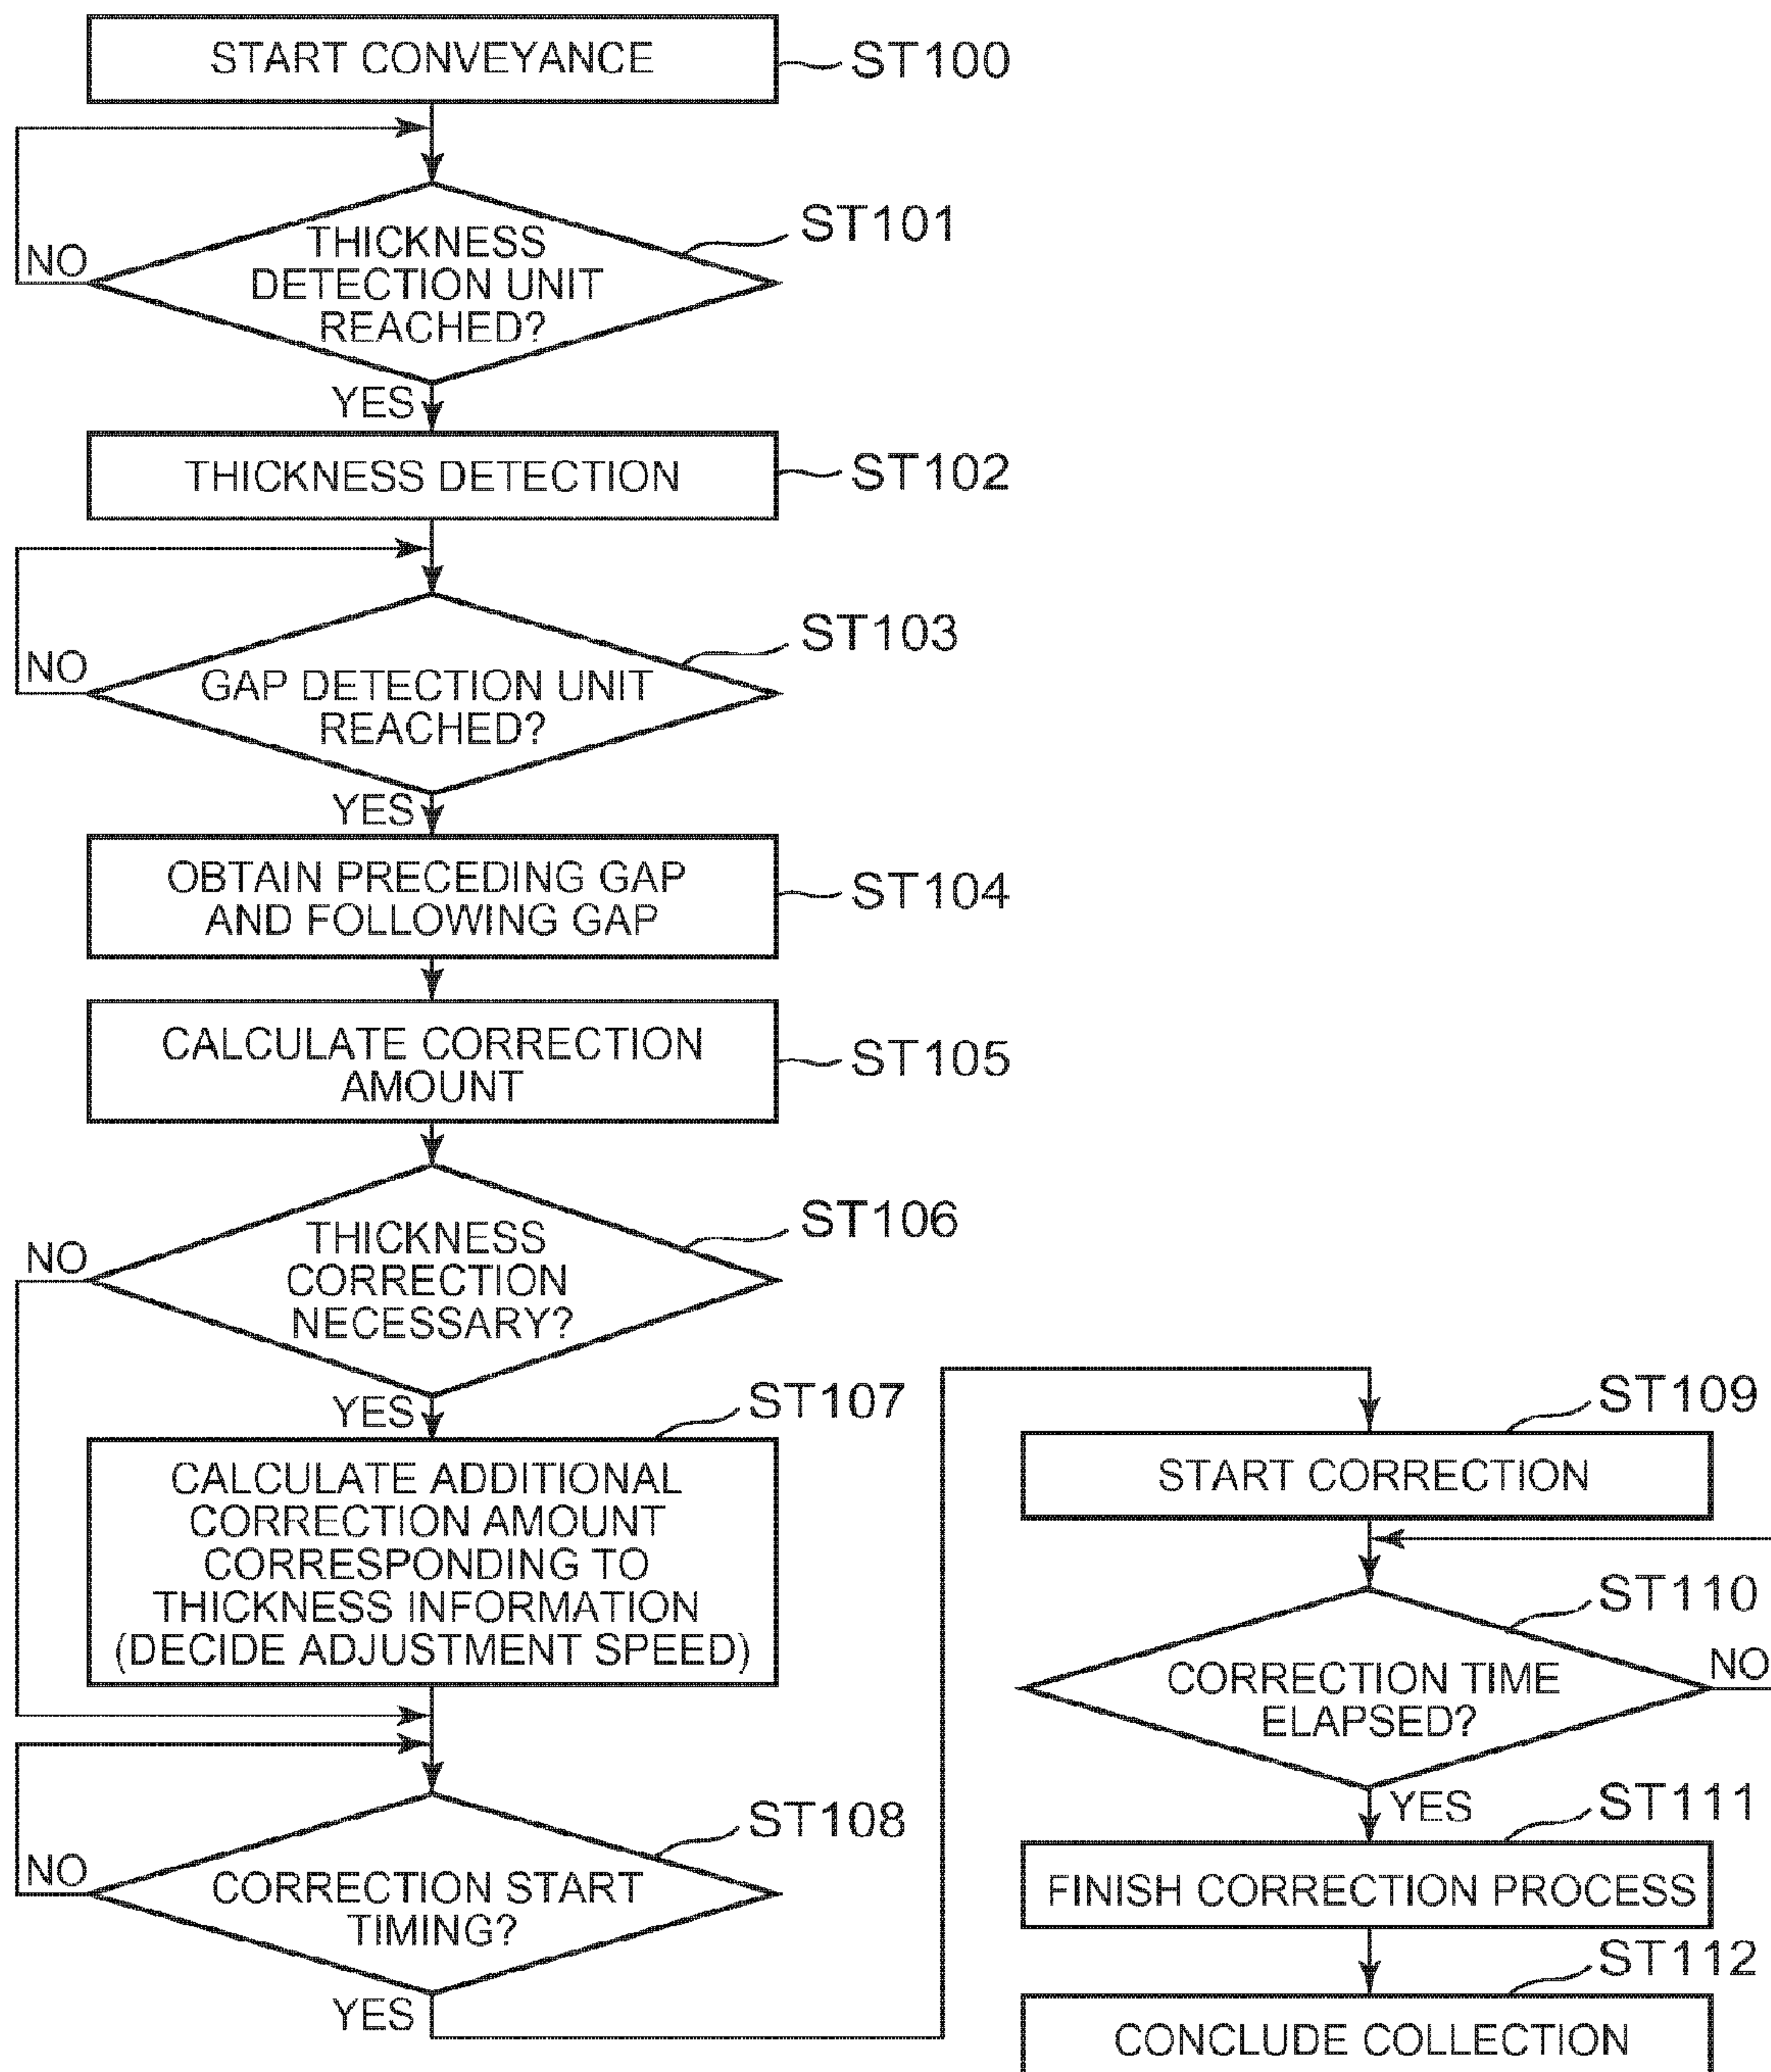 START CONVEYANCE
ST100
ST101
THICKNESS
DETECTION UNIT
REACHED?
NO
YES
THICKNESS DETECTION
ST102
ST103
GAP DETECTION UNIT
REACHED?
NO
YES
OBTAIN PRECEDING GAP
AND FOLLOWING GAP
ST104
CALCULATE CORRECTION
AMOUNT
ST105
ST106
THICKNESS
CORRECTION
NECESSARY?
NO
YES
ST107
CALCULATE ADDITIONAL
CORRECTION AMOUNT
CORRESPONDING TO
THICKNESS INFORMATION
(DECIDE ADJUSTMENT SPEED)
ST108
CORRECTION START
TIMING?
NO
YES
ST109
START CORRECTION
ST110
CORRECTION TIME
ELAPSED?
NO
YES
ST111
FINISH CORRECTION PROCESS
ST112
CONCLUDE COLLECTION